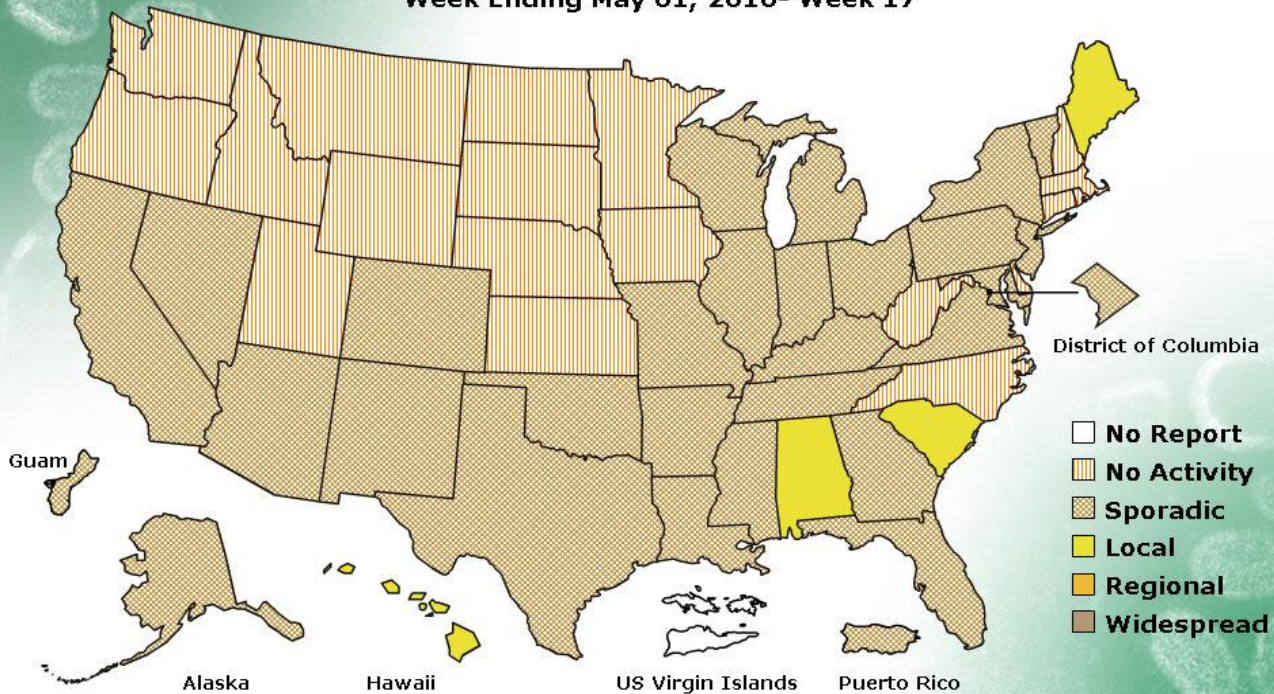 Week Ending May 01, 2010- Week 17
District of Columbia
No Report
No Activity
Sporadic
Local
Regional
Widespread
Guam
Alaska
Hawaii
US Virgin Islands
Puerto Rico